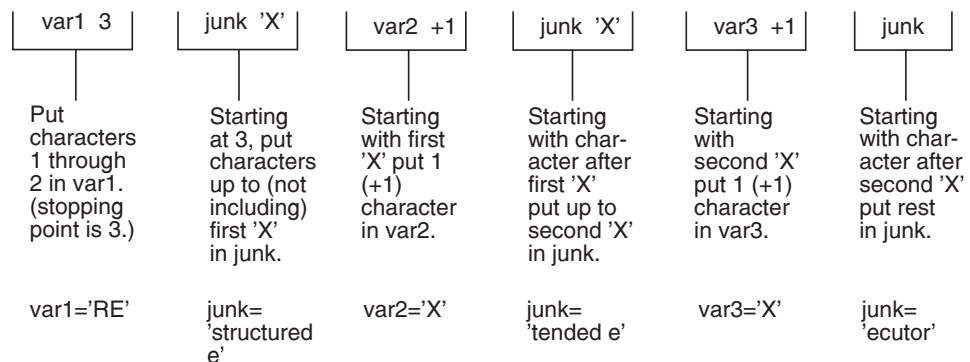 var1 3
junk 'X'
var2 +1
junk 'X'
var3 +1
junk
Put
characters
1 through
2 in var1.
(stopping
point is 3.)
Starting
at 3, put
characters
up to (not
including)
first 'X'
in junk.
Starting
with first
'X' put 1
(+1)
character
in var2.
Starting
with char-
acter after
first 'X'
put up to
second 'X'
in junk.
Starting
with
second 'X'
put 1 (+1)
character
in var3.
Starting
with char-
acter after
second 'X'
put rest
in junk.
var1='RE'
junk=
'structured
e'
var2='X'
junk=
'tended e'
var3='X'
junk=
'ecutor'